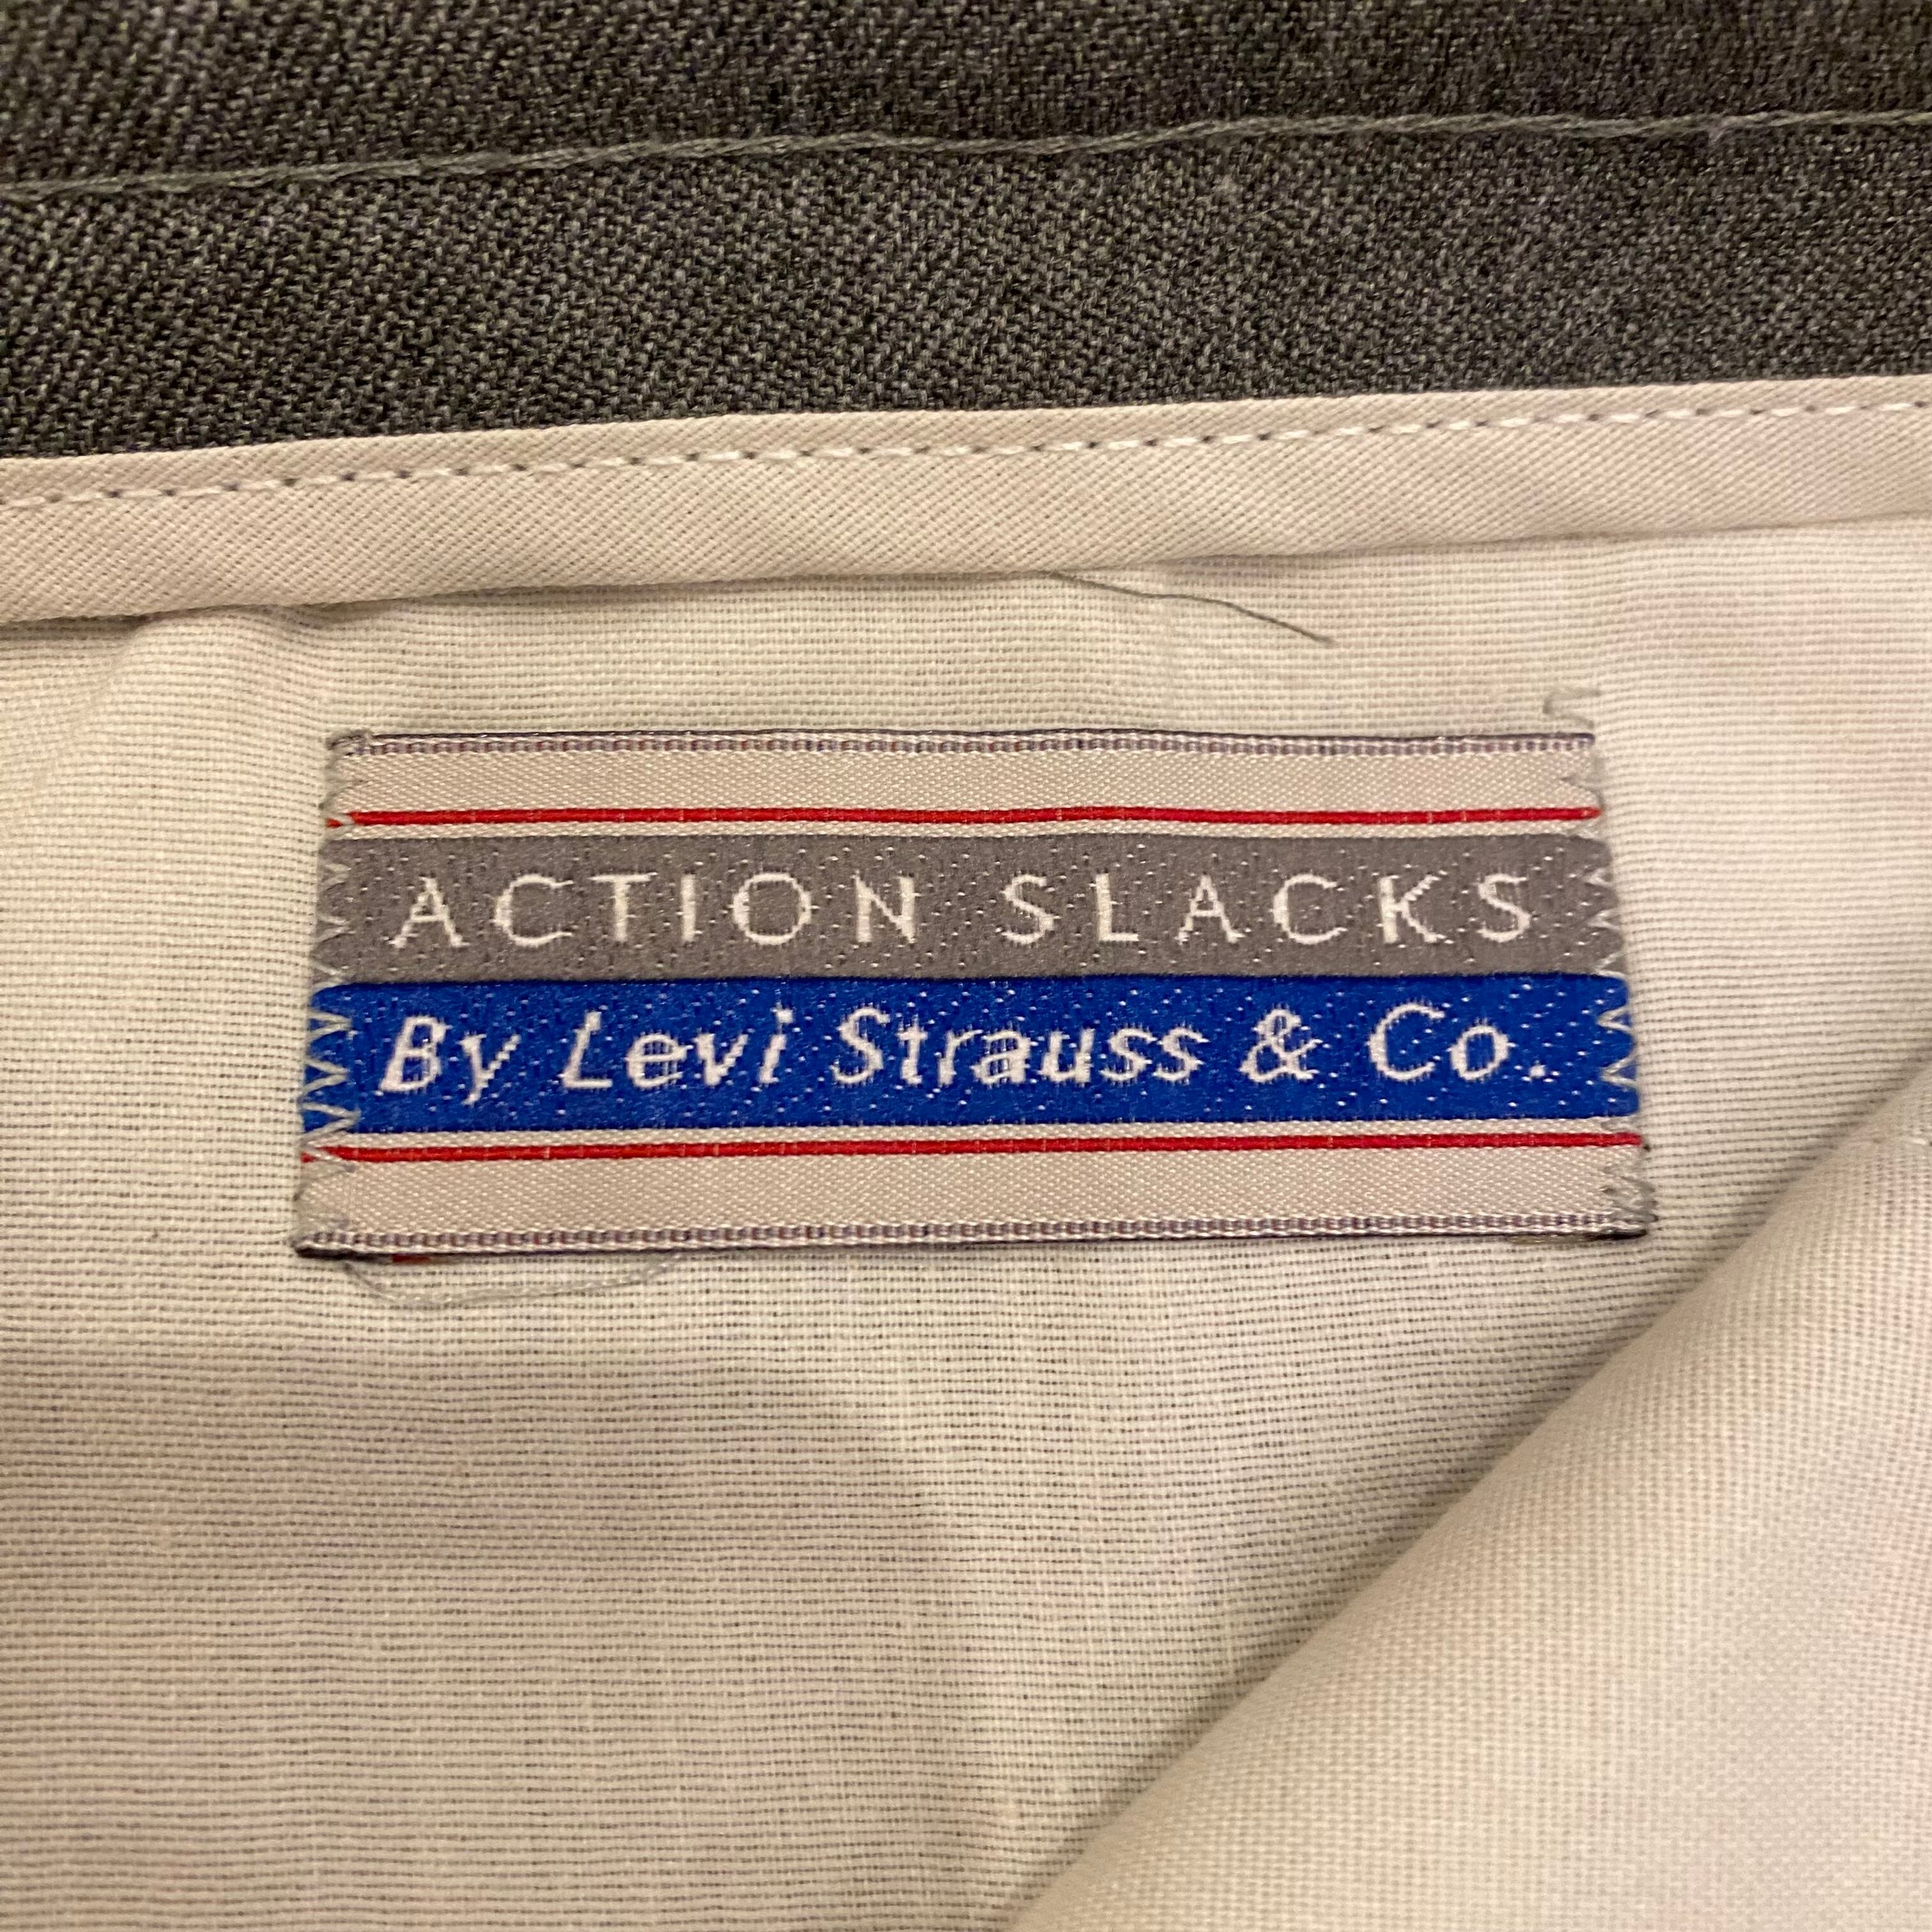 ACTION SLACKS
By Levi Strauss & Co.